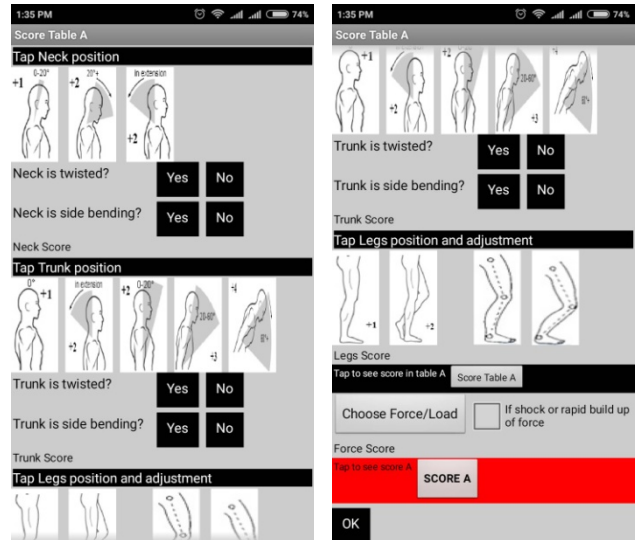 1:35 PM 74%
Score Table A
Tap Neck position
0-20° 20°+ in extension
+1 +2
+2
Neck is twisted? Yes No
Neck is side bending? Yes No
Neck Score
Tap Trunk position
0° in extension 0-20°
+1 +2 +4
20-60°
+2 +3
Trunk is twisted? Yes No
Trunk is side bending? Yes No
Trunk Score
Tap Legs position and adjustment
1:35 PM 74%
Score Table A
+1
20-60°
+2 +3
Trunk is twisted? Yes No
Trunk is side bending? Yes No
Trunk Score
Tap Legs position and adjustment
+1 +2
Legs Score
Tap to see score in table A Score Table A
Choose Force/Load If shock or rapid build up
of force
Force Score
Tap to see score A SCORE A
OK